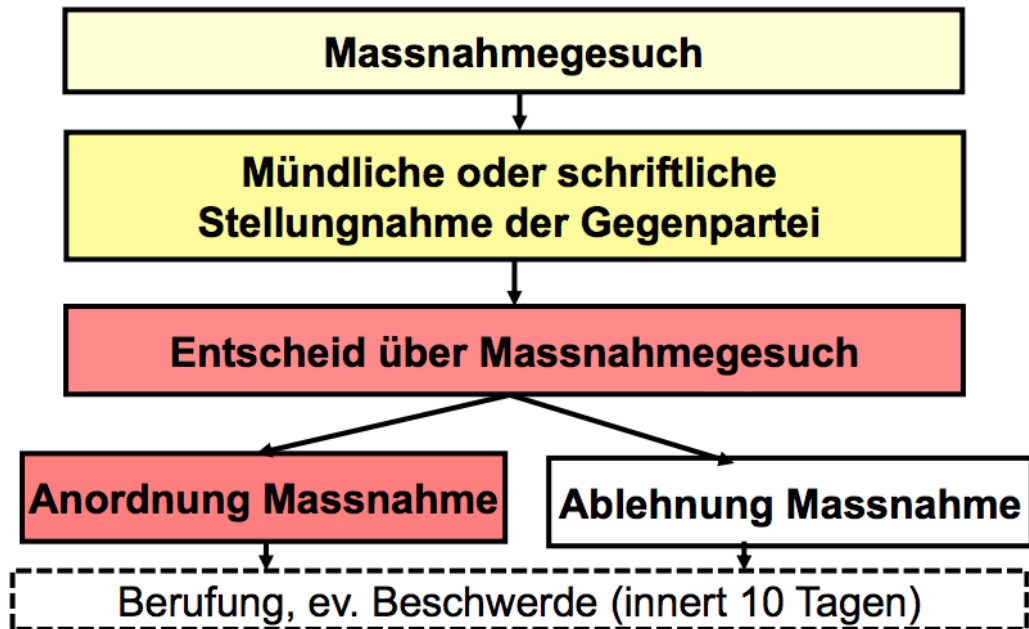 Massnahmegesuch
Mündliche oder schriftliche
Stellungnahme der Gegenpartei
Entscheid über Massnahmegesuch
Anordnung Massnahme
Ablehnung Massnahme
Berufung, ev. Beschwerde (innert 10 Tagen)